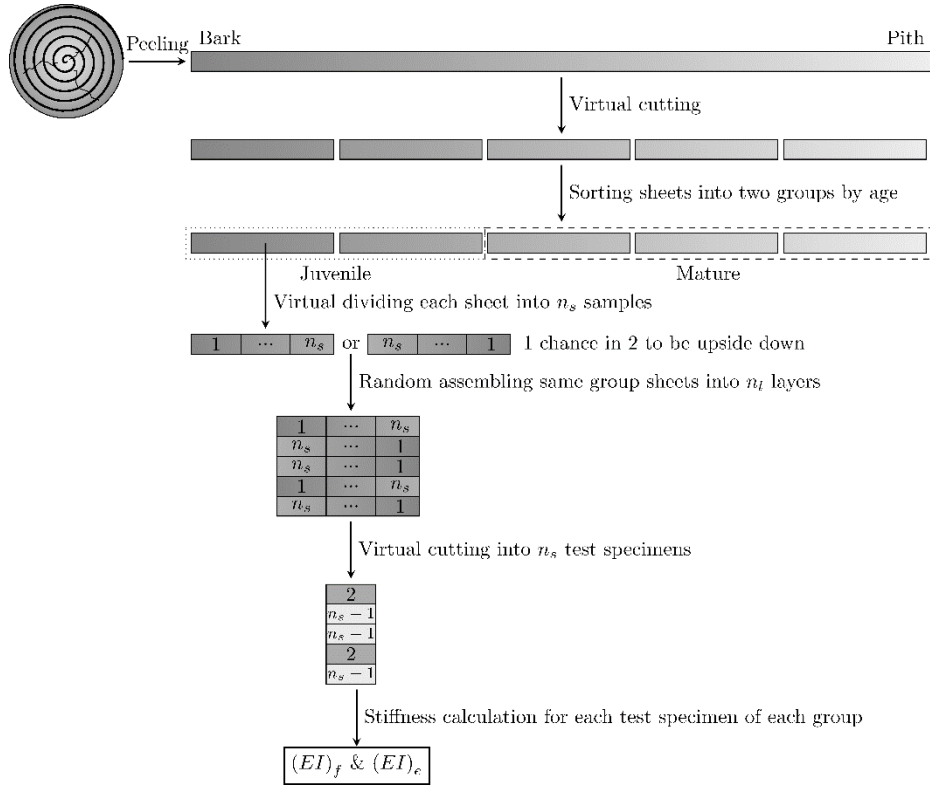 Peeling
Bark
Pith
Virtual cutting
Sorting sheets into two groups by age
Juvenile
Mature
Virtual dividing each sheet into n_s samples
1 ... n_s or n_s ... 1 1 chance in 2 to be upside down
Random assembling same group sheets into n_l layers
1 ... n_s
n_s ... 1
n_s ... 1
1 ... n_s
n_s ... 1
Virtual cutting into n_s test specimens
2
n_s − 1
n_s − 1
2
n_s − 1
Stiffness calculation for each test specimen of each group
(EI)_f & (EI)_e